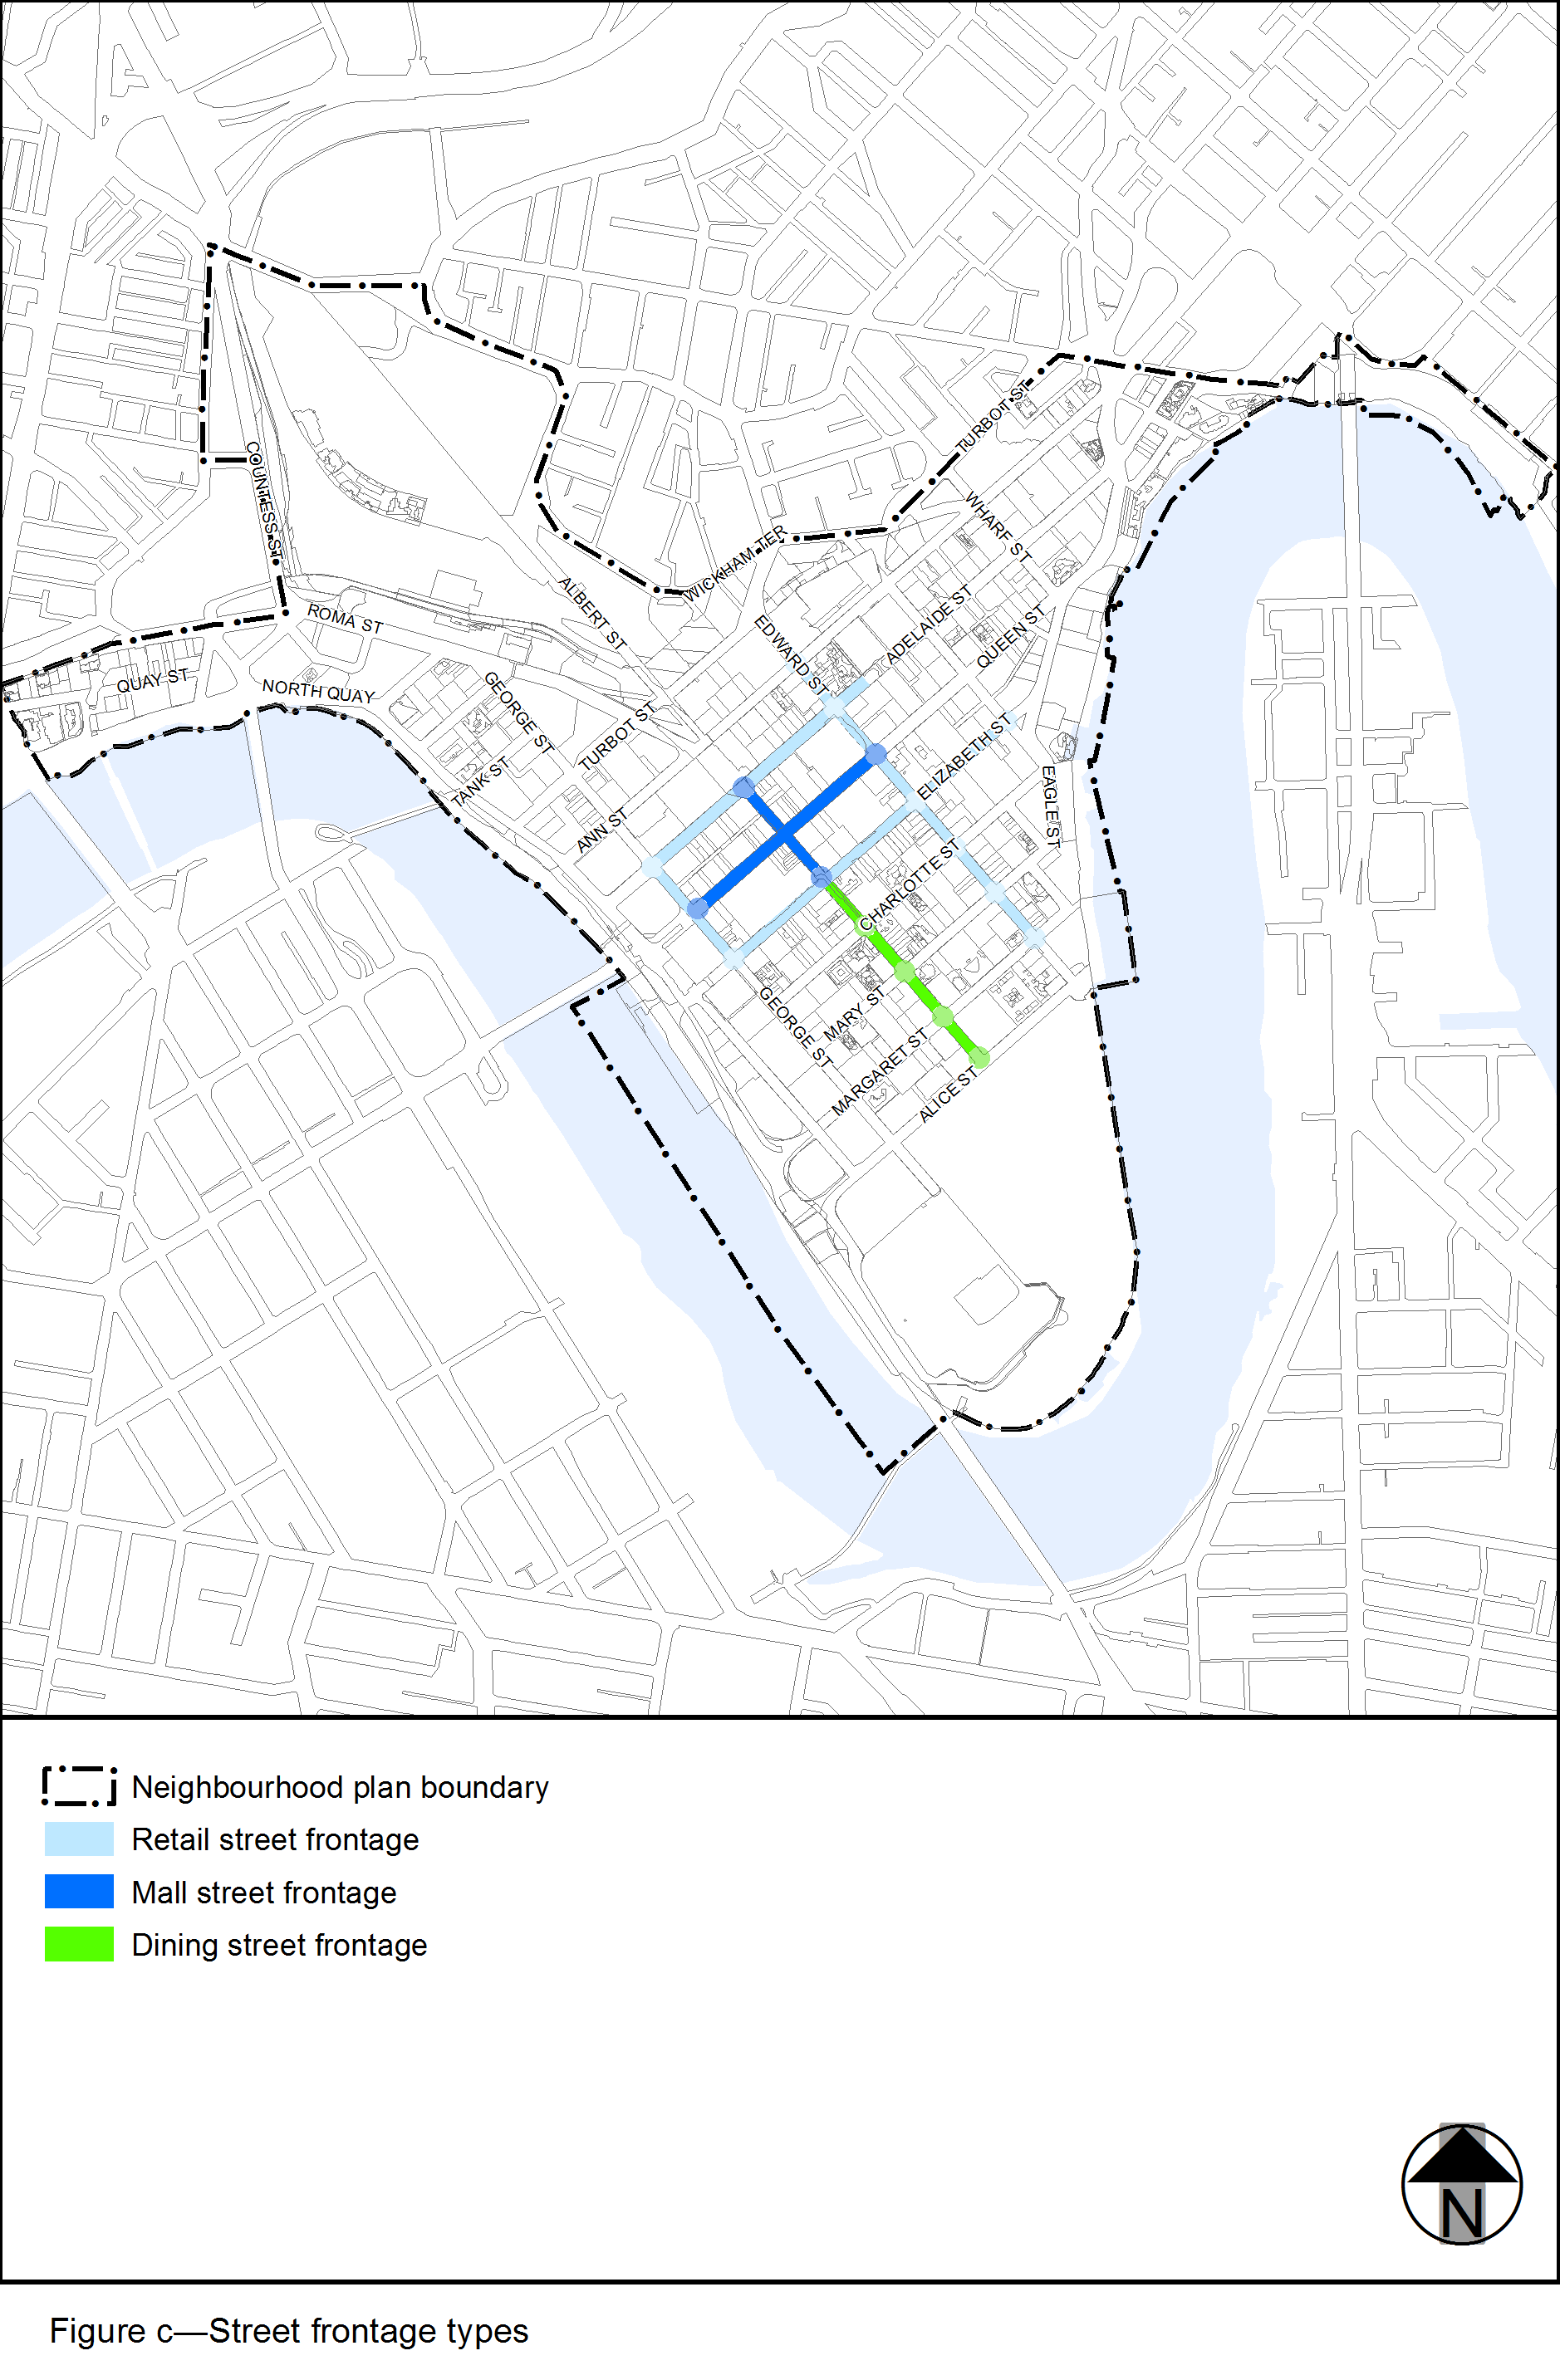 TURBOT ST
COUNTESS ST
WHARF ST
WICKHAM TER
ALBERT ST
ADELAIDE ST
ROMA ST
EDWARD ST
QUEEN ST
QUAY ST
NORTH QUAY
GEORGE ST
TURBOT ST
ELIZABETH ST
TANK ST
EAGLE ST
ANN ST
CHARLOTTE ST
GEORGE ST
MARY ST
MARGARET ST
ALICE ST
Neighbourhood plan boundary
Retail street frontage
Mall street frontage
Dining street frontage
N
Figure c—Street frontage types